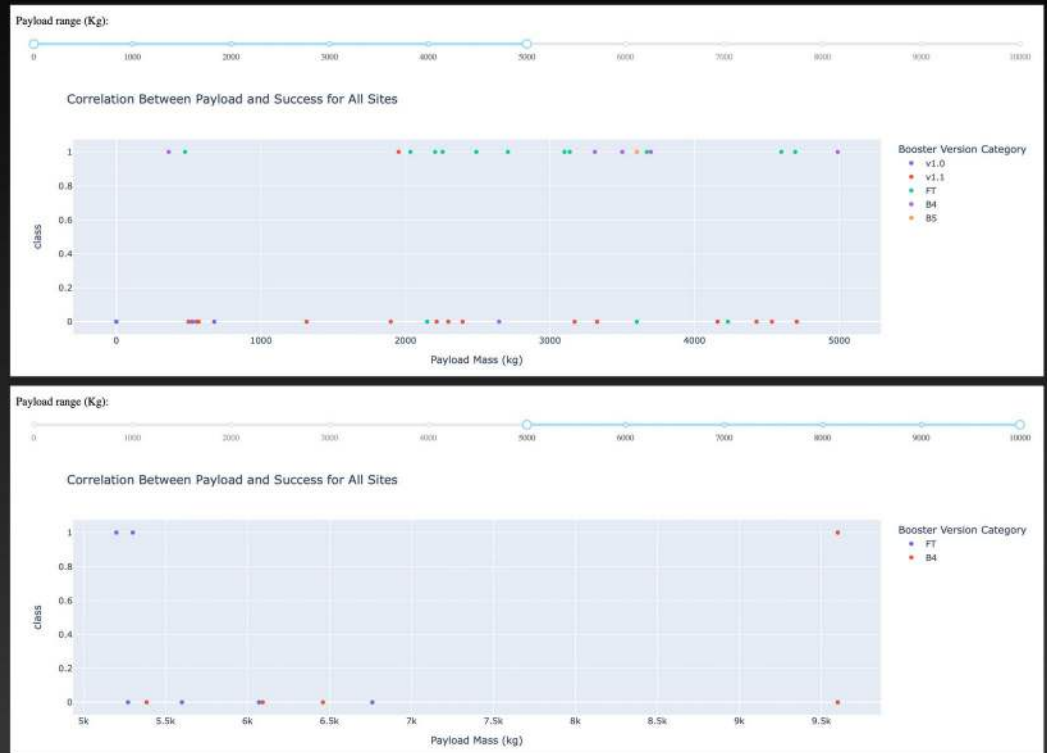 Payload range (Kg):
0 1000 2000 3000 4000 5000 6000 7000 8000 9000 10000
Correlation Between Payload and Success for All Sites
1
0.8
0.6
0.4
0.2
0
class
0 1000 2000 3000 4000 5000
Payload Mass (kg)
Booster Version Category
v1.0
v1.1
FT
B4
B5
Payload range (Kg):
0 1000 2000 3000 4000 5000 6000 7000 8000 9000 10000
Correlation Between Payload and Success for All Sites
1
0.8
0.6
0.4
0.2
0
class
5k 5.5k 6k 6.5k 7k 7.5k 8k 8.5k 9k 9.5k
Payload Mass (kg)
Booster Version Category
FT
B4